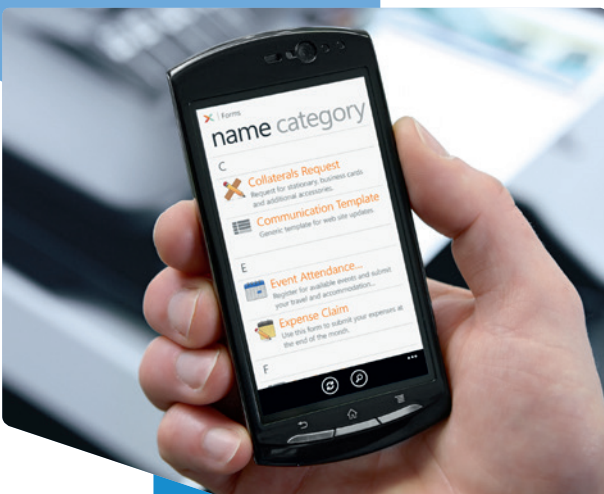 Forms
name category
C
Collaterals Request
Request for stationary, business cards
and additional accessories.
Communication Template
Generic template for web site updates
E
Event Attendance...
Register for available events and submit
your travel and accommodation...
Expense Claim
Use this form to submit your expenses at
the end of the month.
F